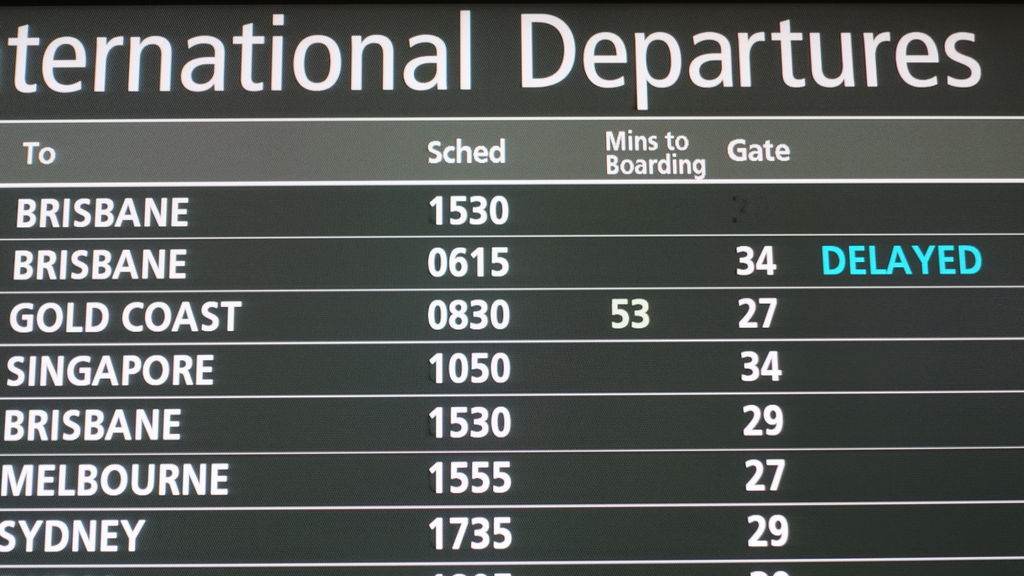 ternational Departures
To Sched Mins to Boarding Gate
BRISBANE 1530
BRISBANE 0615 34 DELAYED
GOLD COAST 0830 53 27
SINGAPORE 1050 34
BRISBANE 1530 29
MELBOURNE 1555 27
SYDNEY 1735 29